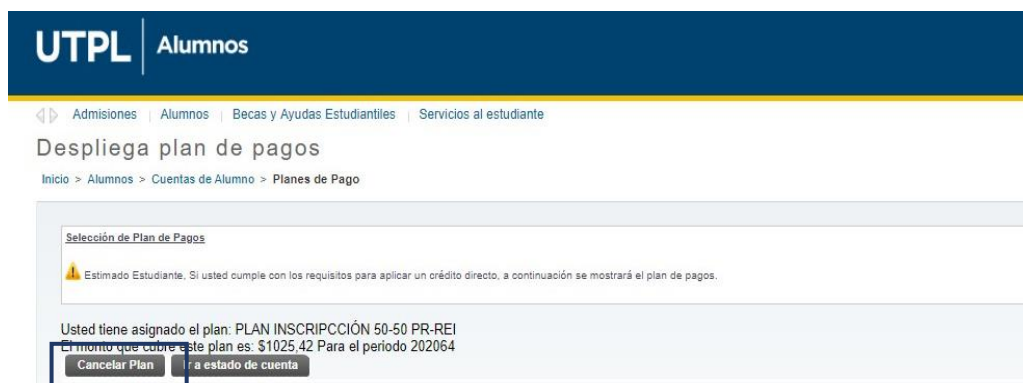 UTPL Alumnos
Admisiones | Alumnos | Becas y Ayudas Estudiantiles | Servicios al estudiante
Despliega plan de pagos
Inicio > Alumnos > Cuentas de Alumno > Planes de Pago
Selección de Plan de Pagos
Estimado Estudiante, Si usted cumple con los requisitos para aplicar un crédito directo, a continuación se mostrará el plan de pagos.
Usted tiene asignado el plan: PLAN INSCRIPCCIÓN 50-50 PR-REI
El monto que cubre este plan es: $1025,42 Para el periodo 202064
Cancelar Plan Ir a estado de cuenta